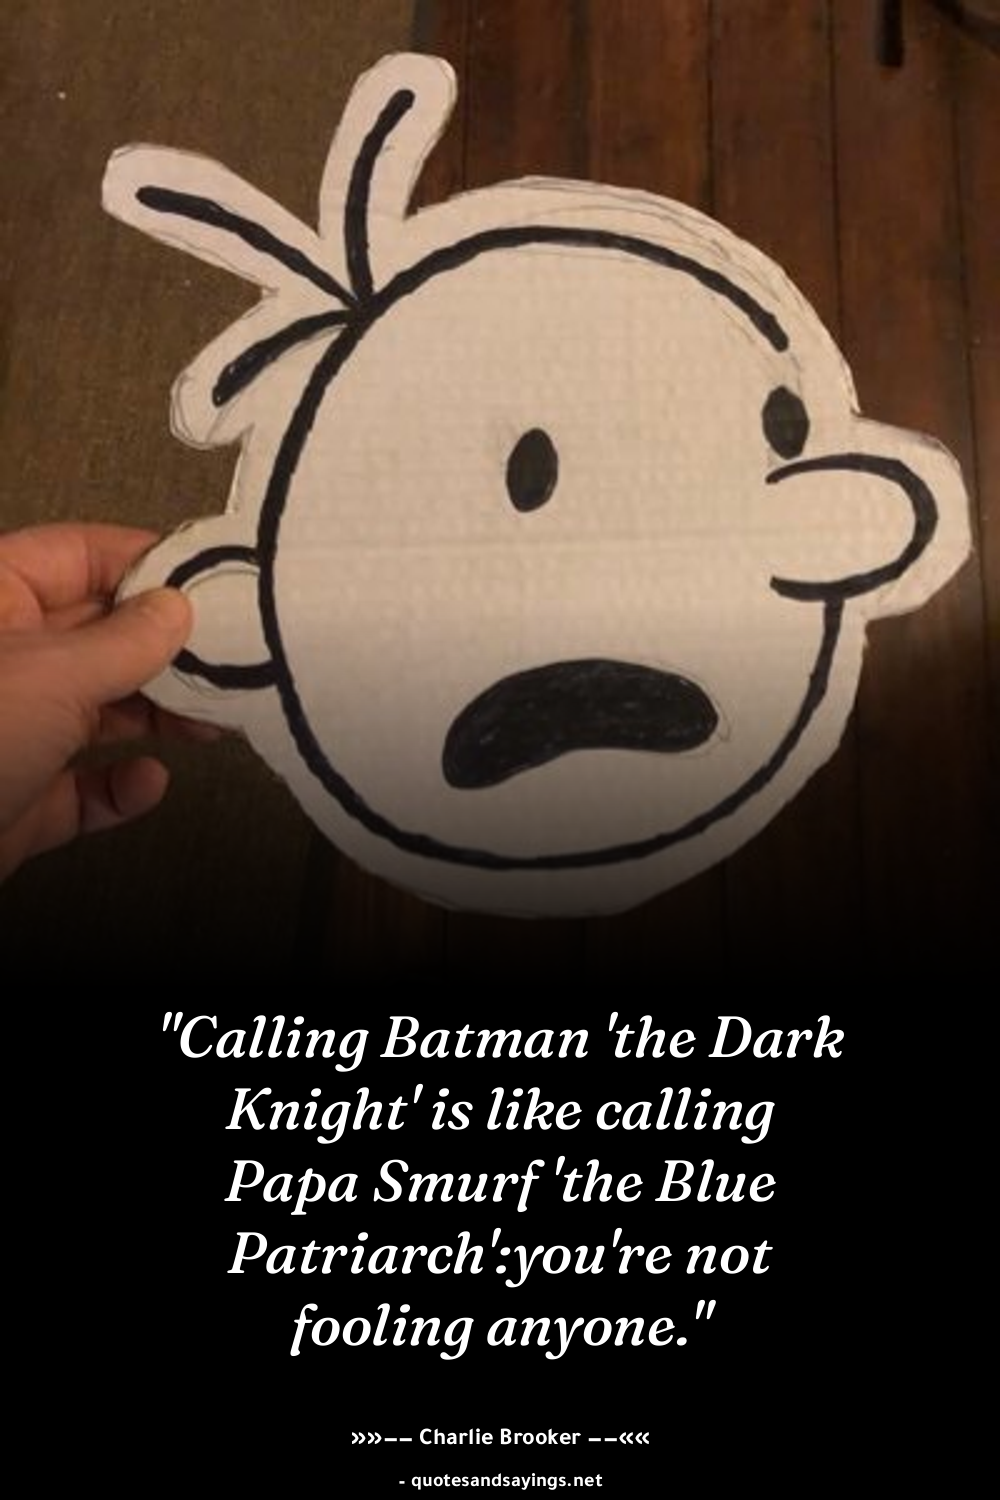 "Calling Batman 'the Dark
Knight' is like calling
Papa Smurf 'the Blue
Patriarch':you're not
fooling anyone."
»»–– Charlie Brooker ––««
- quotesandsayings.net